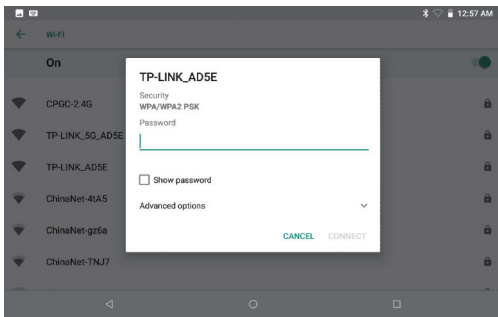 12:57 AM
Wi-Fi
On
CPGC-2.4G
TP-LINK_5G_AD5E
TP-LINK_AD5E
ChinaNet-4tA5
ChinaNet-gz6a
ChinaNet-TNJ7
TP-LINK_AD5E
Security
WPA/WPA2 PSK
Password
Show password
Advanced options
CANCEL CONNECT